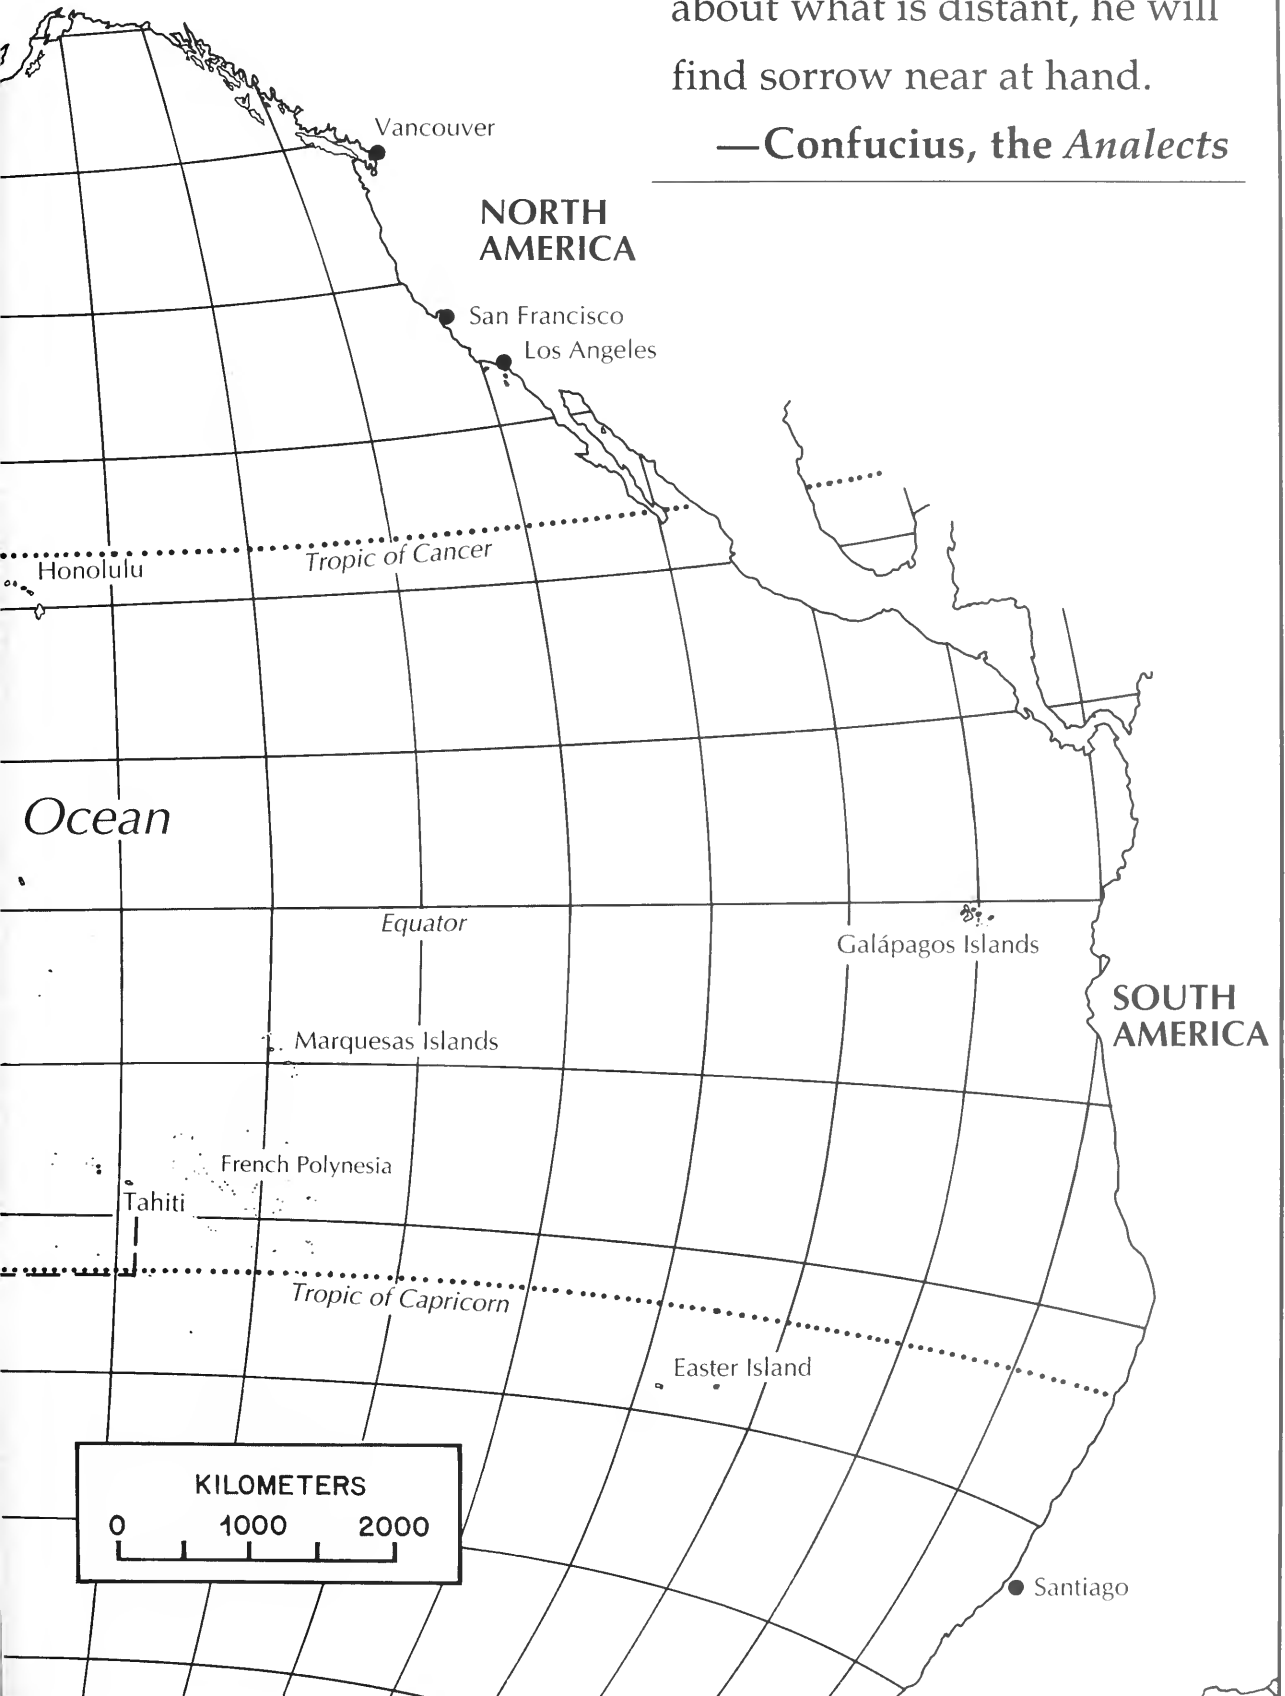 about what is distant, he will
find sorrow near at hand.
—Confucius, the Analects
Vancouver
NORTH
AMERICA
San Francisco
Los Angeles
Tropic of Cancer
Honolulu
Ocean
Equator
Galápagos Islands
SOUTH
AMERICA
Marquesas Islands
French Polynesia
Tahiti
Tropic of Capricorn
Easter Island
KILOMETERS
0 1000 2000
Santiago